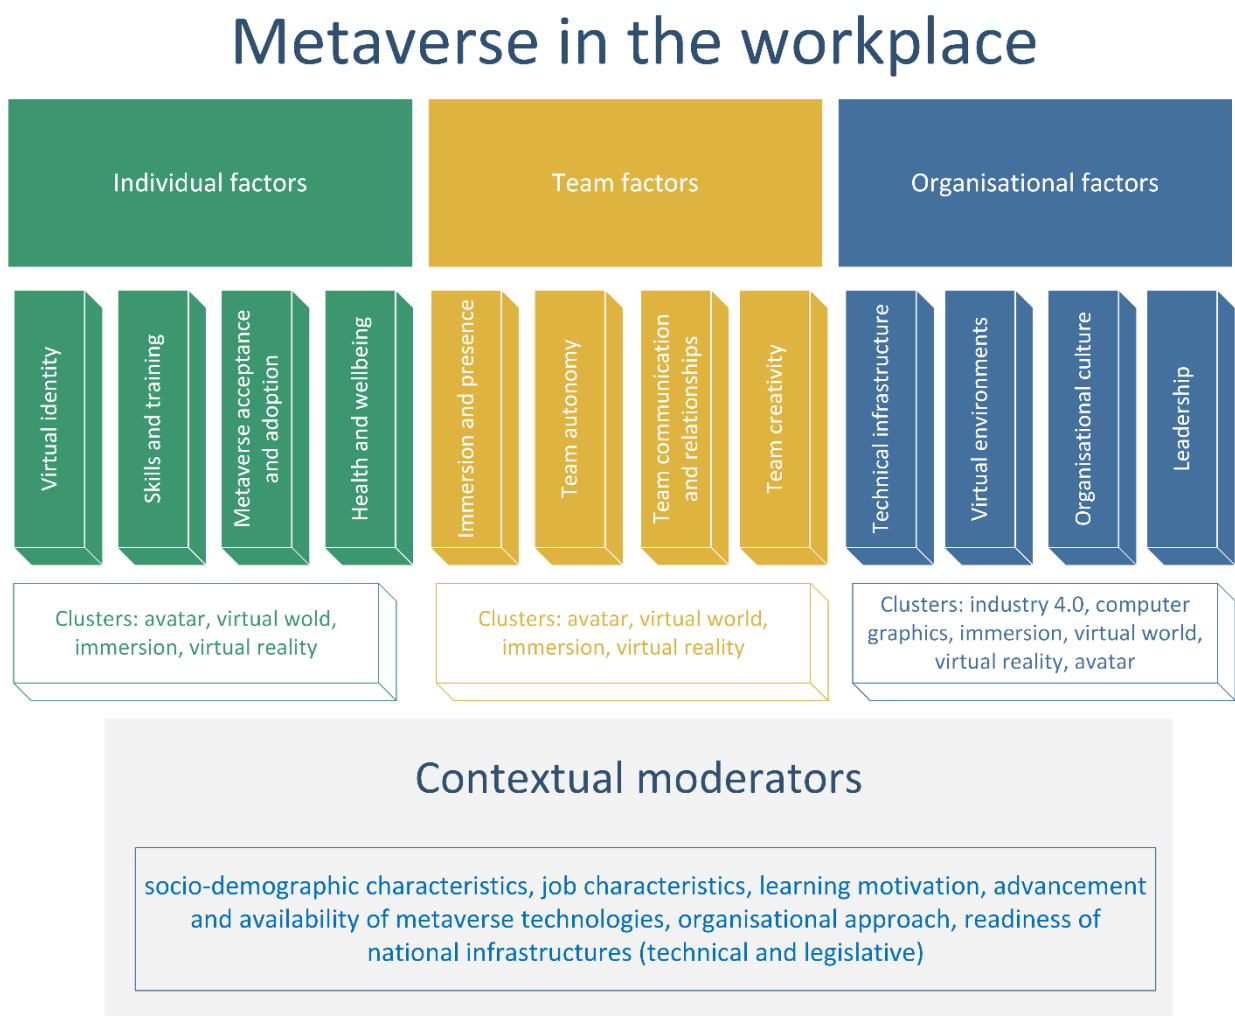 Metaverse in the workplace
Individual factors
Team factors
Organisational factors
Virtual identity
Skills and training
Metaverse acceptance
and adoption
Health and wellbeing
Immersion and presence
Team autonomy
Team communication
and relationships
Team creativity
Technical infrastructure
Virtual environments
Organisational culture
Leadership
Clusters: avatar, virtual wold,
immersion, virtual reality
Clusters: avatar, virtual world,
immersion, virtual reality
Clusters: industry 4.0, computer
graphics, immersion, virtual world,
virtual reality, avatar
Contextual moderators
socio-demographic characteristics, job characteristics, learning motivation, advancement
and availability of metaverse technologies, organisational approach, readiness of
national infrastructures (technical and legislative)